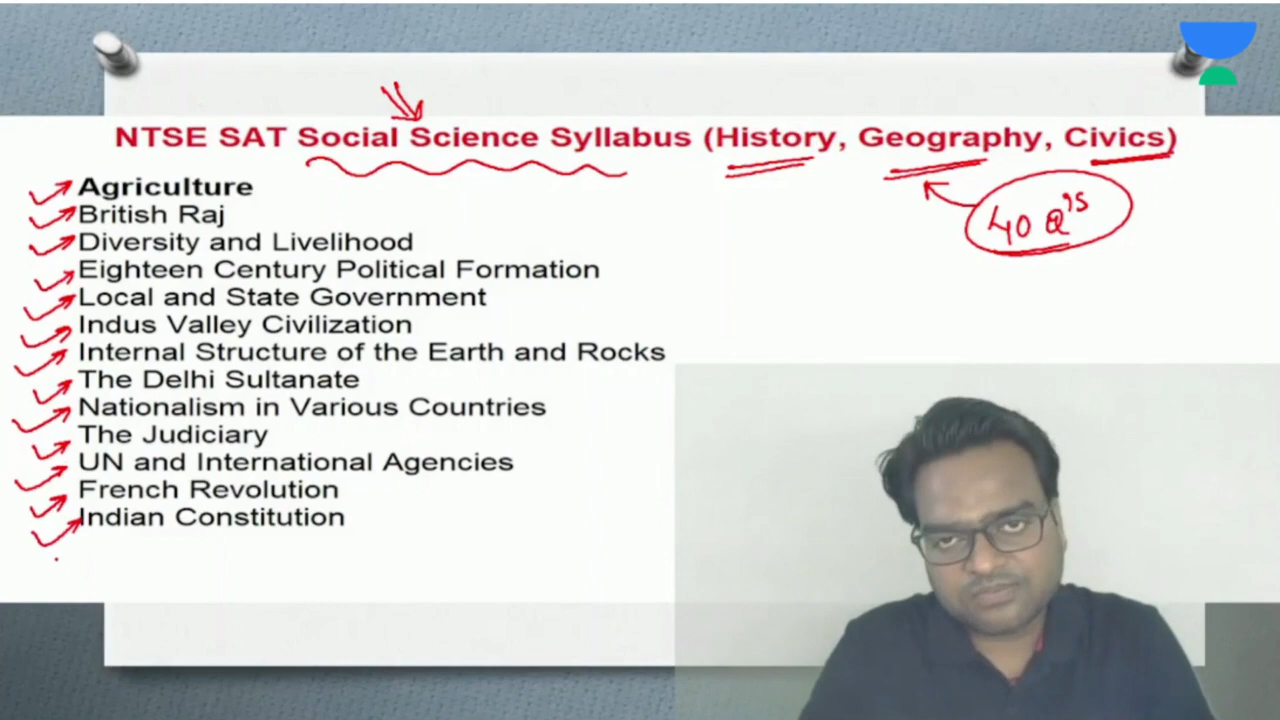 NTSE SAT Social Science Syllabus (History, Geography, Civics)
40 Q's
Agriculture
British Raj
Diversity and Livelihood
Eighteen Century Political Formation
Local and State Government
Indus Valley Civilization
Internal Structure of the Earth and Rocks
The Delhi Sultanate
Nationalism in Various Countries
The Judiciary
UN and International Agencies
French Revolution
Indian Constitution